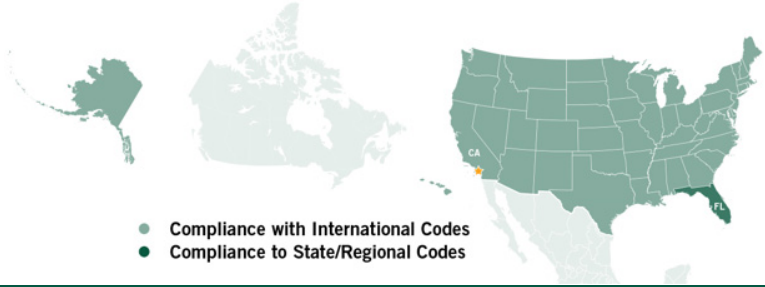 CA
FL
Compliance with International Codes
Compliance to State/Regional Codes